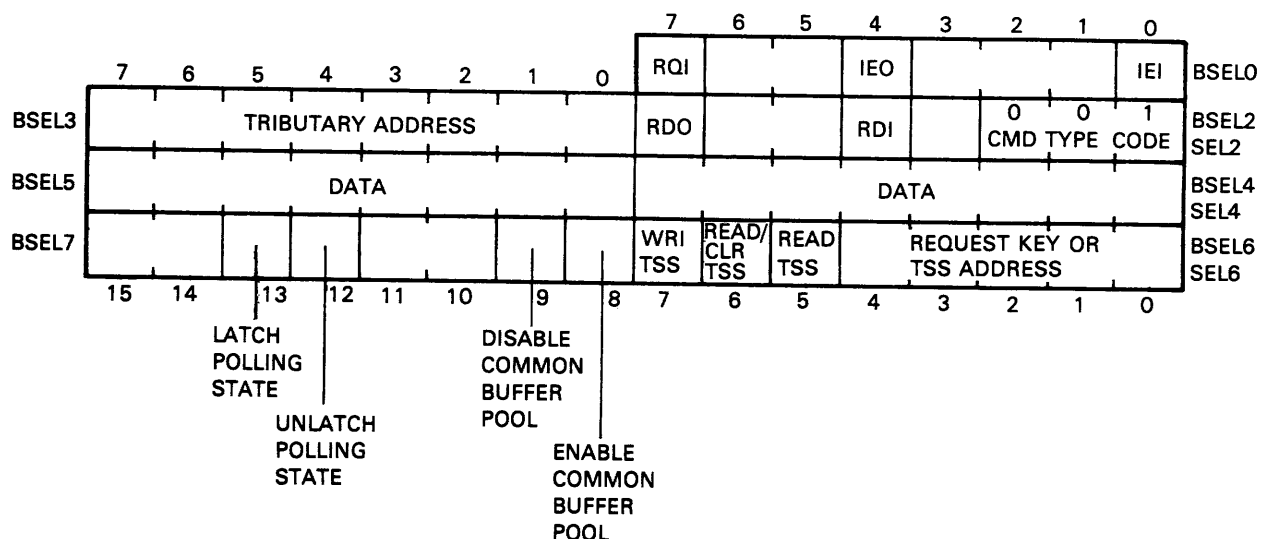 7 6 5 4 3 2 1 0
RQI IEO IEI BSEL0
7 6 5 4 3 2 1 0
BSEL3 TRIBUTARY ADDRESS RDO RDI 0 0 1 BSEL2
CMD TYPE CODE SEL2
BSEL5 DATA DATA BSEL4
SEL4
BSEL7 WRI TSS READ/ CLR TSS READ TSS REQUEST KEY OR BSEL6
TSS ADDRESS SEL6
15 14 13 12 11 10 9 8 7 6 5 4 3 2 1 0
LATCH
POLLING
STATE
UNLATCH
POLLING
STATE
DISABLE
COMMON
BUFFER
POOL
ENABLE
COMMON
BUFFER
POOL